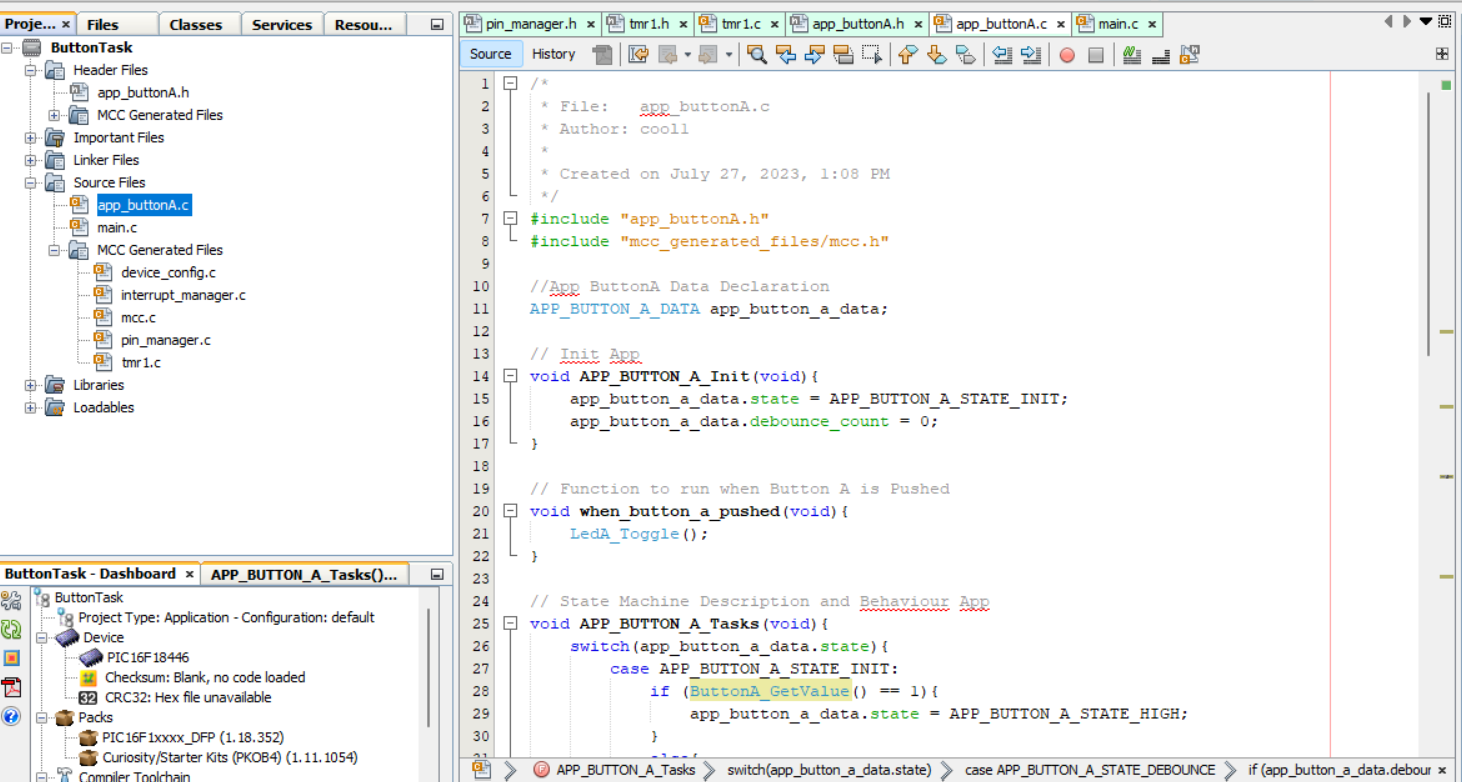 Proje... ×
Files
Classes
Services
Resou...
ButtonTask
Header Files
app_buttonA.h
MCC Generated Files
Important Files
Linker Files
Source Files
app_buttonA.c
main.c
MCC Generated Files
device_config.c
interrupt_manager.c
mcc.c
pin_manager.c
tmr1.c
Libraries
Loadables
ButtonTask - Dashboard ×
APP_BUTTON_A_Tasks()...
ButtonTask
Project Type: Application - Configuration: default
Device
PIC16F18446
Checksum: Blank, no code loaded
32 CRC32: Hex file unavailable
Packs
PIC16F1xxxx_DFP (1.18.352)
Curiosity/Starter Kits (PKOB4) (1.11.1054)
Compiler Toolchain
pin_manager.h × tmr1.h × tmr1.c × app_buttonA.h × app_buttonA.c × main.c ×
Source History
1 /*
2 * File:   app_buttonA.c
3 * Author: cool1
4 *
5 * Created on July 27, 2023, 1:08 PM
6 */
7 #include "app_buttonA.h"
8 #include "mcc_generated_files/mcc.h"
9
10 //App ButtonA Data Declaration
11 APP_BUTTON_A_DATA app_button_a_data;
12
13 // Init App
14 void APP_BUTTON_A_Init(void){
15 app_button_a_data.state = APP_BUTTON_A_STATE_INIT;
16 app_button_a_data.debounce_count = 0;
17 }
18
19 // Function to run when Button A is Pushed
20 void when_button_a_pushed(void){
21 LedA_Toggle();
22 }
23
24 // State Machine Description and Behaviour App
25 void APP_BUTTON_A_Tasks(void){
26 switch(app_button_a_data.state){
27 case APP_BUTTON_A_STATE_INIT:
28 if (ButtonA_GetValue() == 1){
29 app_button_a_data.state = APP_BUTTON_A_STATE_HIGH;
30 }
31 else{
APP_BUTTON_A_Tasks switch(app_button_a_data.state) case APP_BUTTON_A_STATE_DEBOUNCE if (app_button_a_data.debour ×